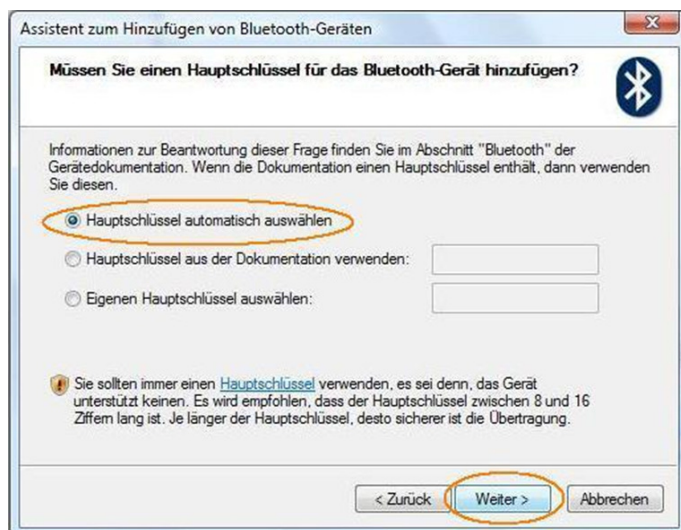 Assistent zum Hinzufügen von Bluetooth-Geräten
Müssen Sie einen Hauptschlüssel für das Bluetooth-Gerät hinzufügen?
Informationen zur Beantwortung dieser Frage finden Sie im Abschnitt "Bluetooth" der
Gerätedokumentation. Wenn die Dokumentation einen Hauptschlüssel enthält, dann verwenden
Sie diesen.
Hauptschlüssel automatisch auswählen
Hauptschlüssel aus der Dokumentation verwenden:
Eigenen Hauptschlüssel auswählen:
Sie sollten immer einen Hauptschlüssel verwenden, es sei denn, das Gerät
unterstützt keinen. Es wird empfohlen, dass der Hauptschlüssel zwischen 8 und 16
Ziffern lang ist. Je länger der Hauptschlüssel, desto sicherer ist die Übertragung.
< Zurück Weiter > Abbrechen